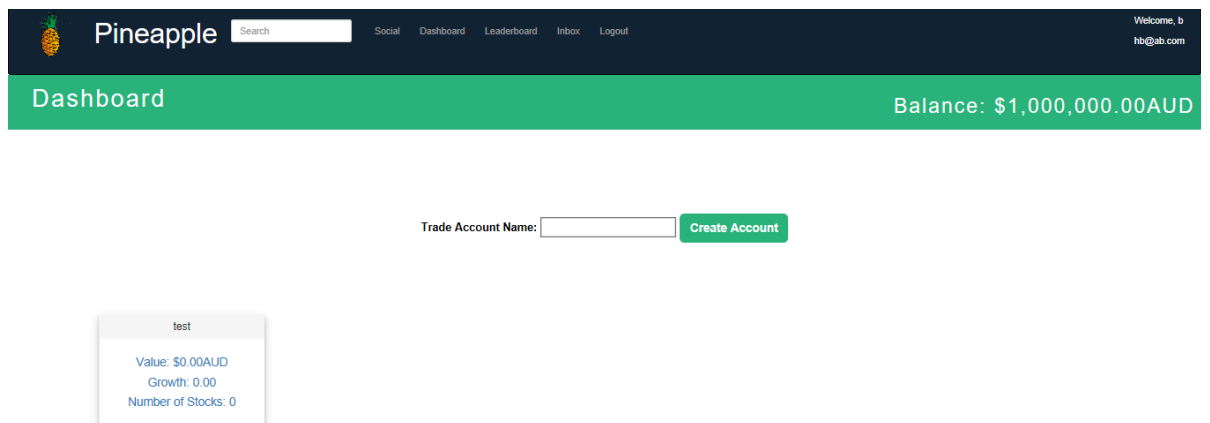 Pineapple Search Social Dashboard Leaderboard Inbox Logout Welcome, b
hb@ab.com
Dashboard
Balance: $1,000,000.00AUD
Trade Account Name: Create Account
test
Value: $0.00AUD
Growth: 0.00
Number of Stocks: 0